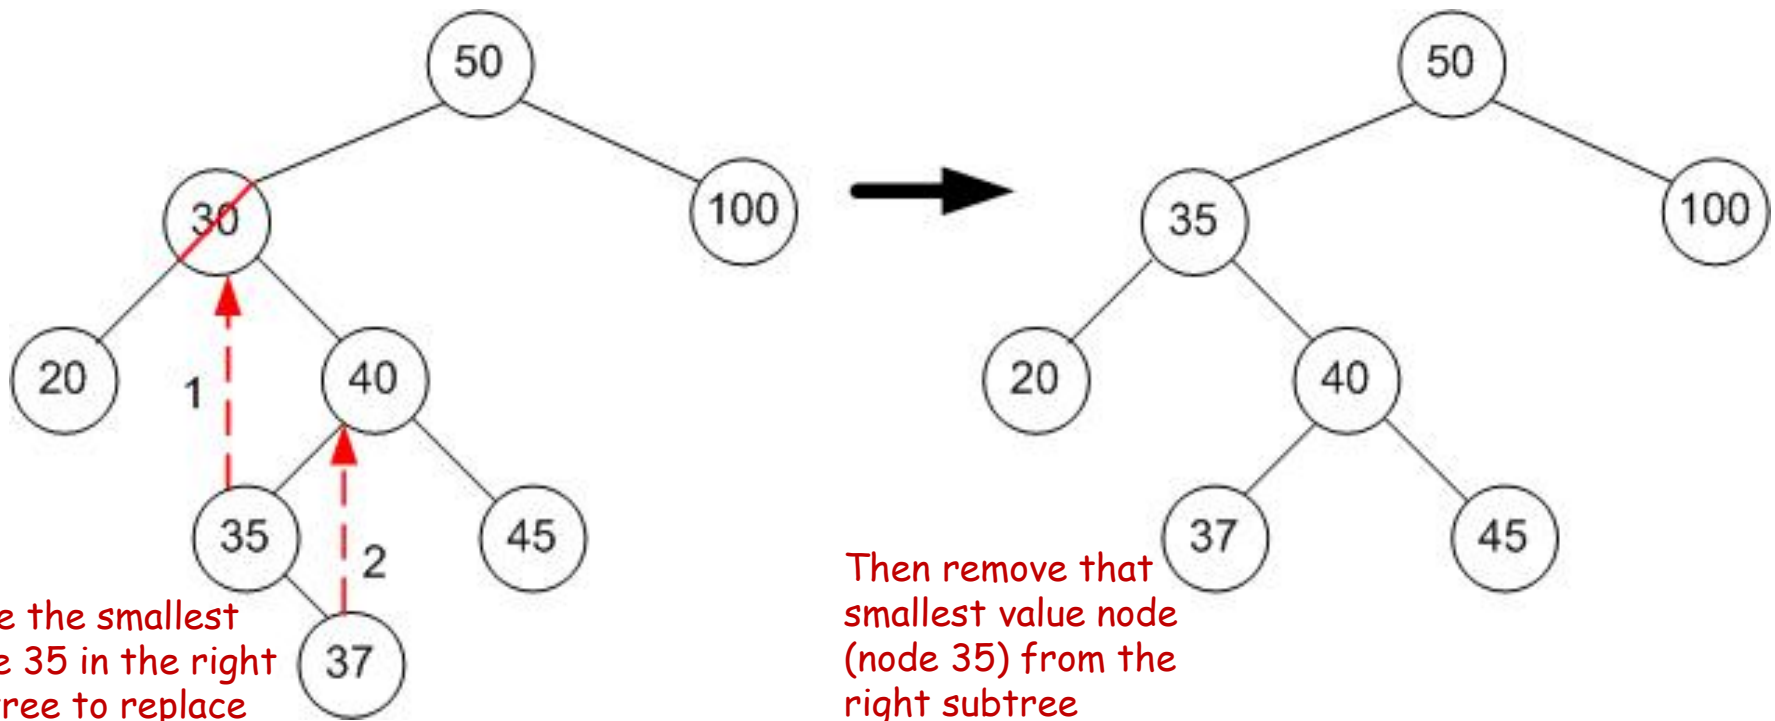 50
30
100
20
40
1
35
45
2
37
e the smallest
e 35 in the right
tree to replace
50
35
100
20
40
37
45
Then remove that
smallest value node
(node 35) from the
right subtree